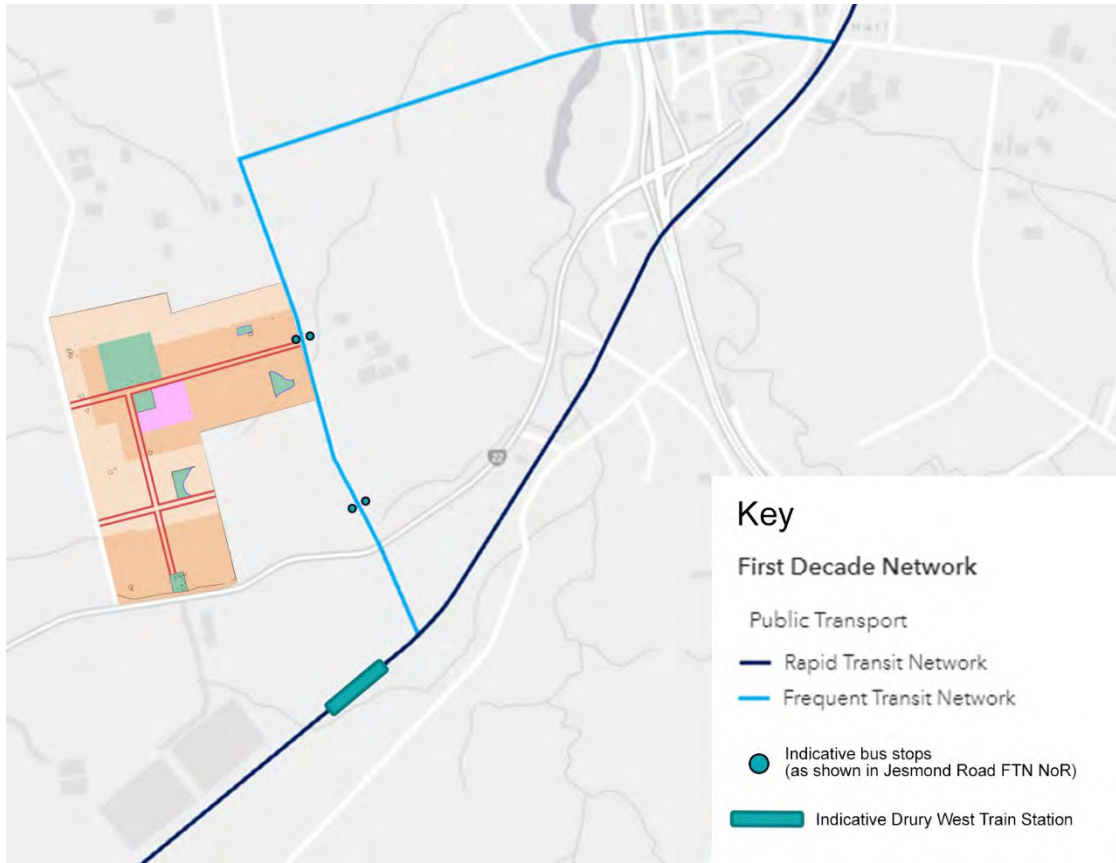 Hall
22
Key
First Decade Network
Public Transport
Rapid Transit Network
Frequent Transit Network
Indicative bus stops
(as shown in Jesmond Road FTN NoR)
Indicative Drury West Train Station